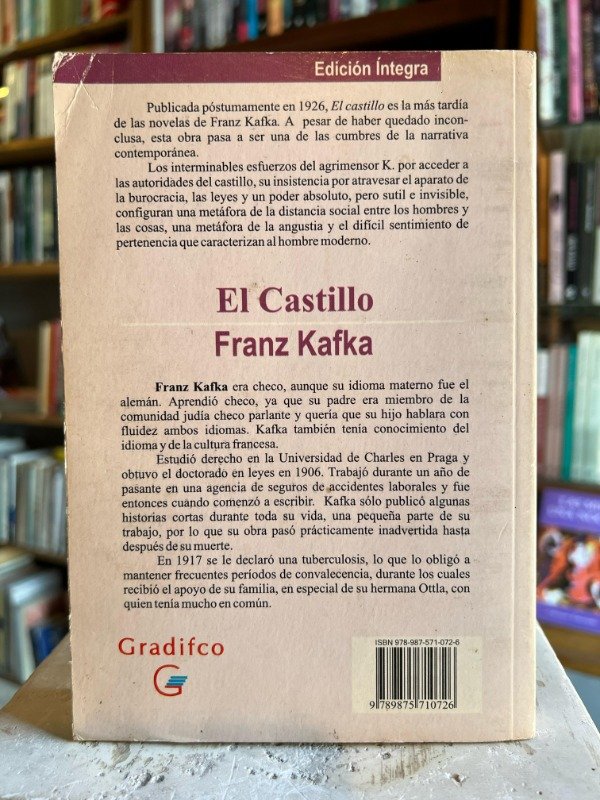 Edición Íntegra
Publicada póstumamente en 1926, El castillo es la más tardía
de las novelas de Franz Kafka. A pesar de haber quedado incon-
clusa, esta obra pasa a ser una de las cumbres de la narrativa
contemporánea.
Los interminables esfuerzos del agrimensor K. por acceder a
las autoridades del castillo, su insistencia por atravesar el aparato de
la burocracia, las leyes y un poder absoluto, pero sutil e invisible,
configuran una metáfora de la distancia social entre los hombres y
las cosas, una metáfora de la angustia y el difícil sentimiento de
pertenencia que caracterizan al hombre moderno.
El Castillo
Franz Kafka
Franz Kafka era checo, aunque su idioma materno fue el
alemán. Aprendió checo, ya que su padre era miembro de la
comunidad judía checo parlante y quería que su hijo hablara con
fluidez ambos idiomas. Kafka también tenía conocimiento del
idioma y de la cultura francesa.
Estudió derecho en la Universidad de Charles en Praga y
obtuvo el doctorado en leyes en 1906. Trabajó durante un año de
pasante en una agencia de seguros de accidentes laborales y fue
entonces cuando comenzó a escribir. Kafka sólo publicó algunas
historias cortas durante toda su vida, una pequeña parte de su
trabajo, por lo que su obra pasó prácticamente inadvertida hasta
después de su muerte.
En 1917 se le declaró una tuberculosis, lo que lo obligó a
mantener frecuentes períodos de convalecencia, durante los cuales
recibió el apoyo de su familia, en especial de su hermana Ottla, con
quien tenía mucho en común.
Gradifco
G
ISBN 978-987-571-072-6
9 789875 710726